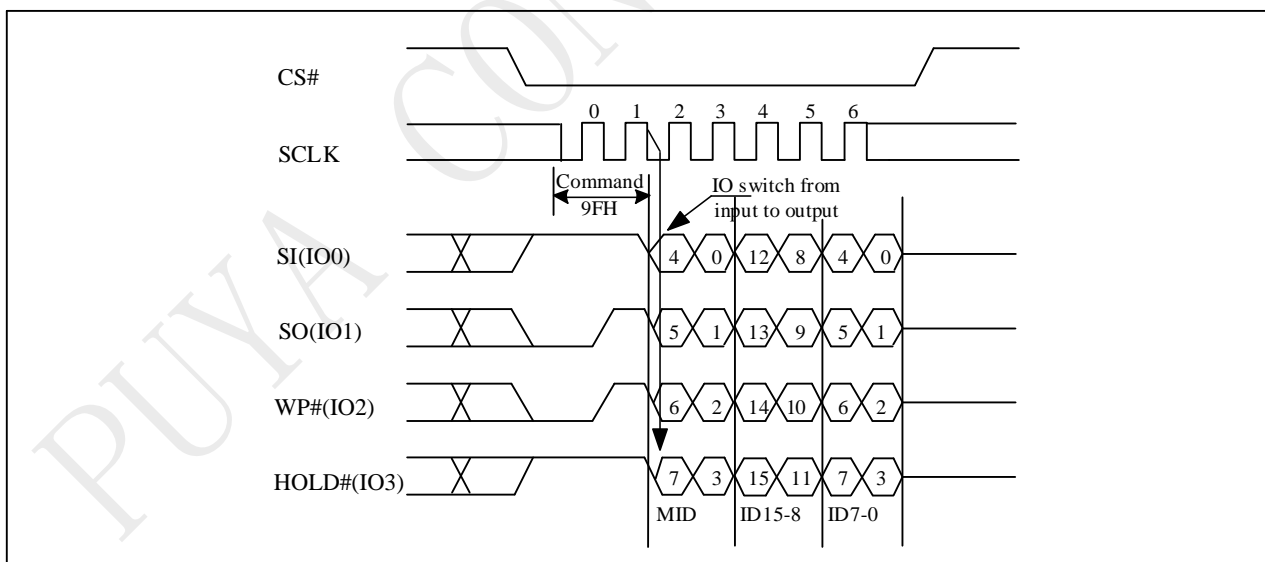 PUYA CON
CS#
0 1 2 3 4 5 6
SCLK
Command
9FH
IO switch from
input to output
SI(IO0)
4 0 12 8 4 0
SO(IO1)
5 1 13 9 5 1
WP#(IO2)
6 2 14 10 6 2
HOLD#(IO3)
7 3 15 11 7 3
MID ID15-8 ID7-0